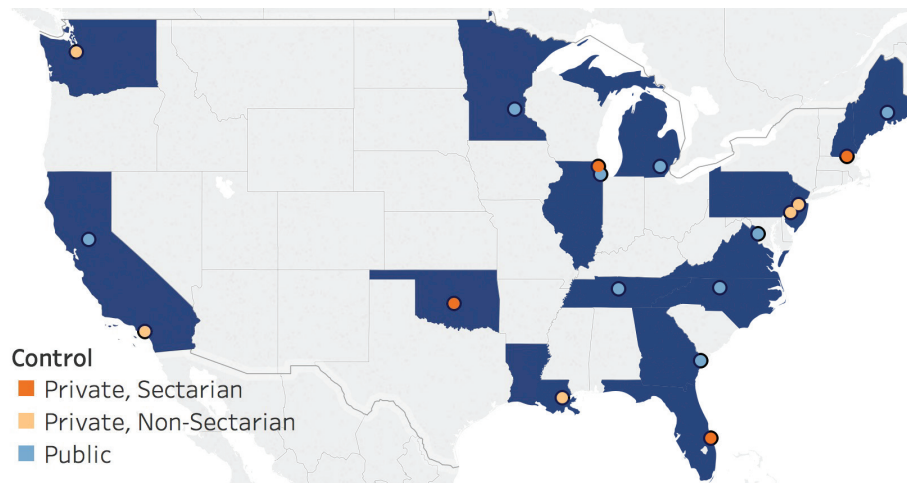 Control
Private, Sectarian
Private, Non-Sectarian
Public